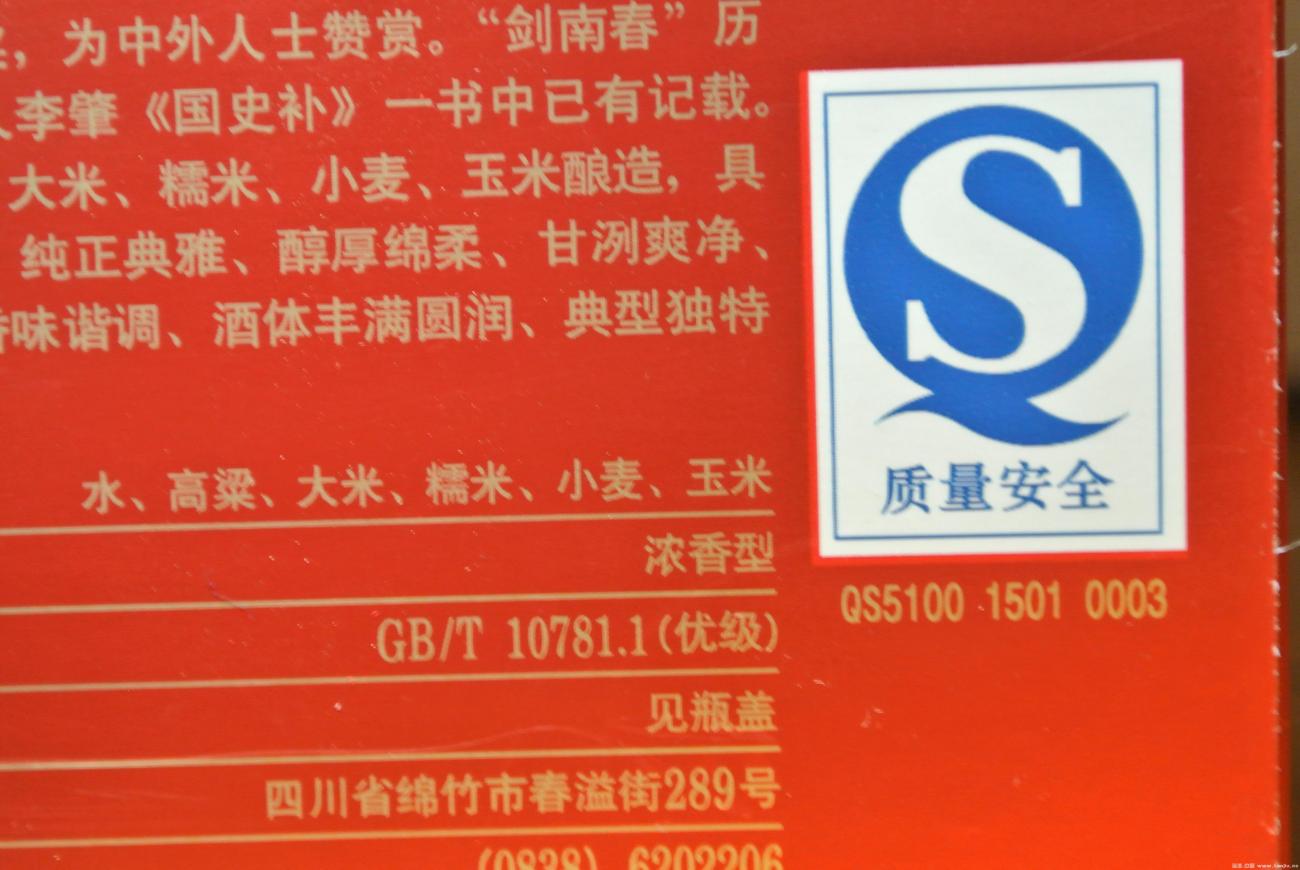 ，为中外人士赞赏。“剑南春”历
李肇《国史补》一书中已有记载。
大米、糯米、小麦、玉米酿造，具
纯正典雅、醇厚绵柔、甘洌爽净、
香味谐调、酒体丰满圆润、典型独特
水、高粱、大米、糯米、小麦、玉米
浓香型
GB/T 10781.1(优级)
见瓶盖
四川省绵竹市春溢街289号
(0838) 6202206
S
质量安全
QS5100 1501 0003